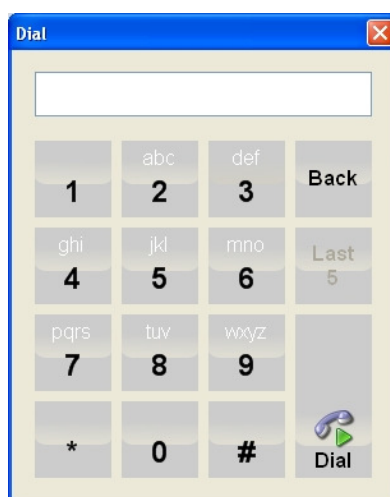 Dial
abc def
1 2 3 Back
ghi jkl mno Last
4 5 6 5
pqrs tuv wxyz
7 8 9
* 0 # Dial